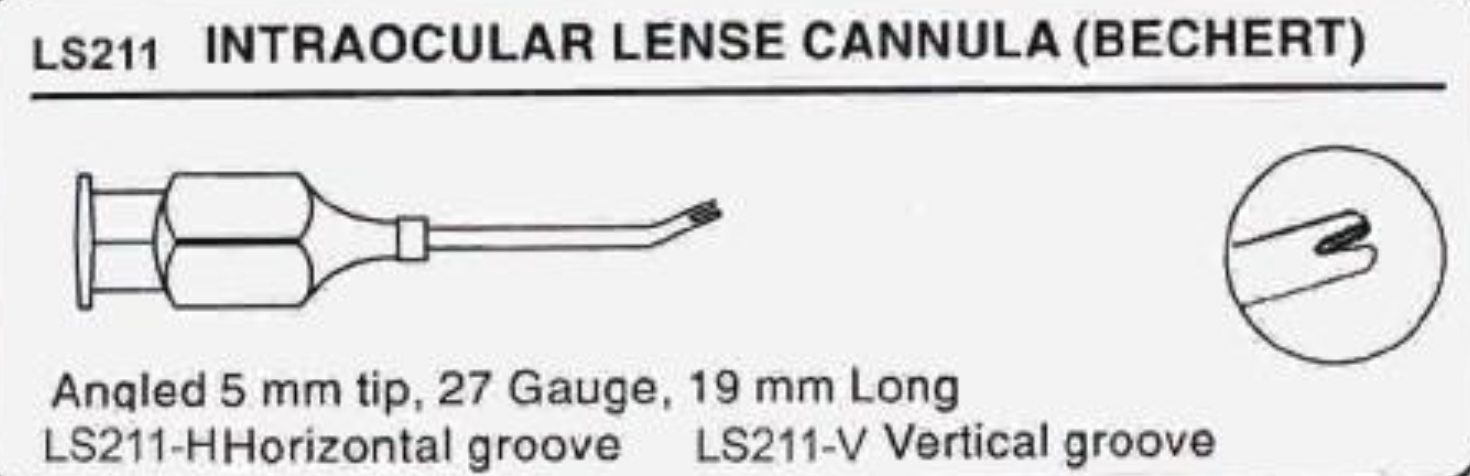 LS211 INTRAOCULAR LENSE CANNULA (BECHERT)
Angled 5 mm tip, 27 Gauge, 19 mm Long
LS211-H Horizontal groove LS211-V Vertical groove